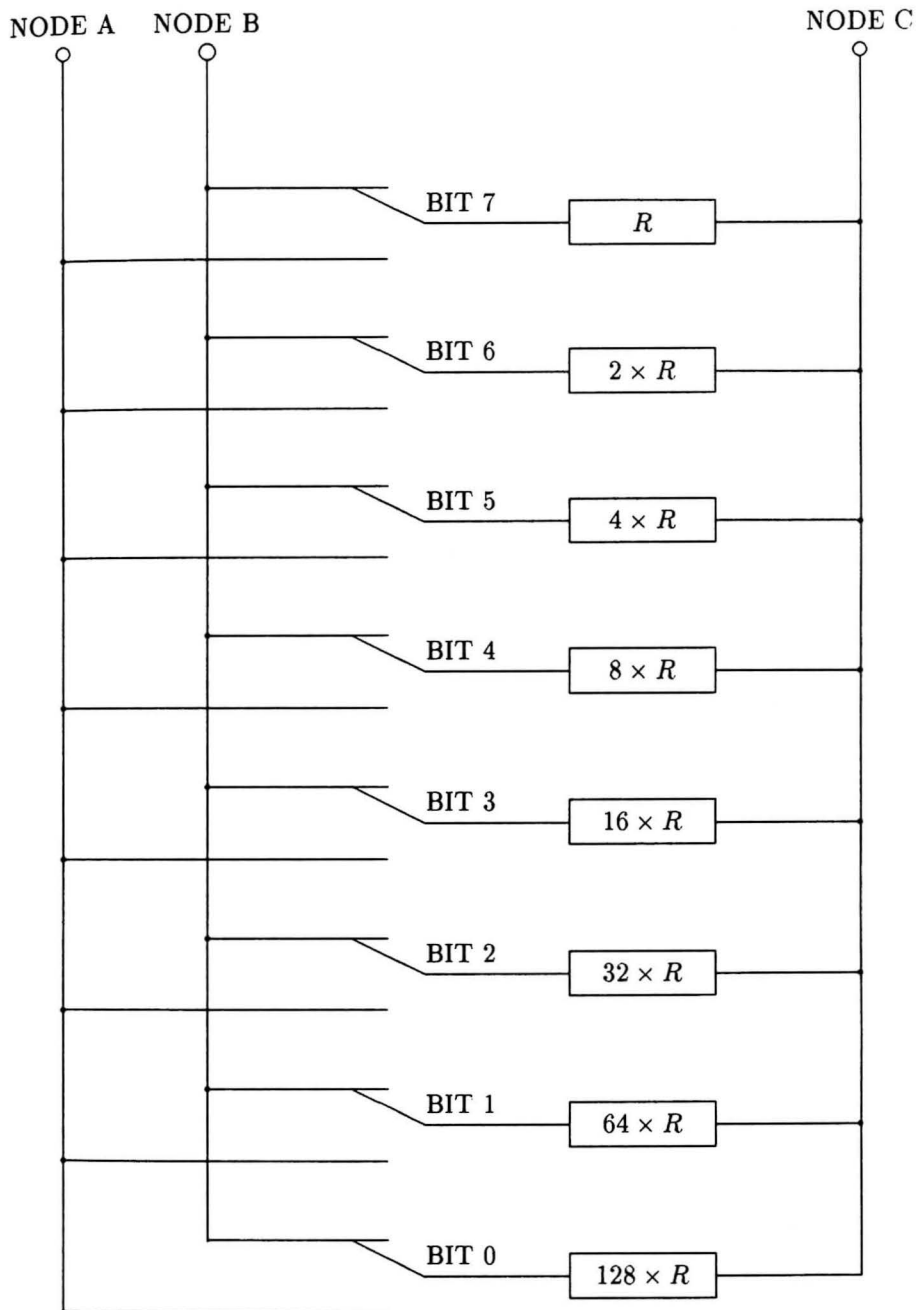 NODE A NODE B NODE C
BIT 7 R
BIT 6 2 × R
BIT 5 4 × R
BIT 4 8 × R
BIT 3 16 × R
BIT 2 32 × R
BIT 1 64 × R
BIT 0 128 × R